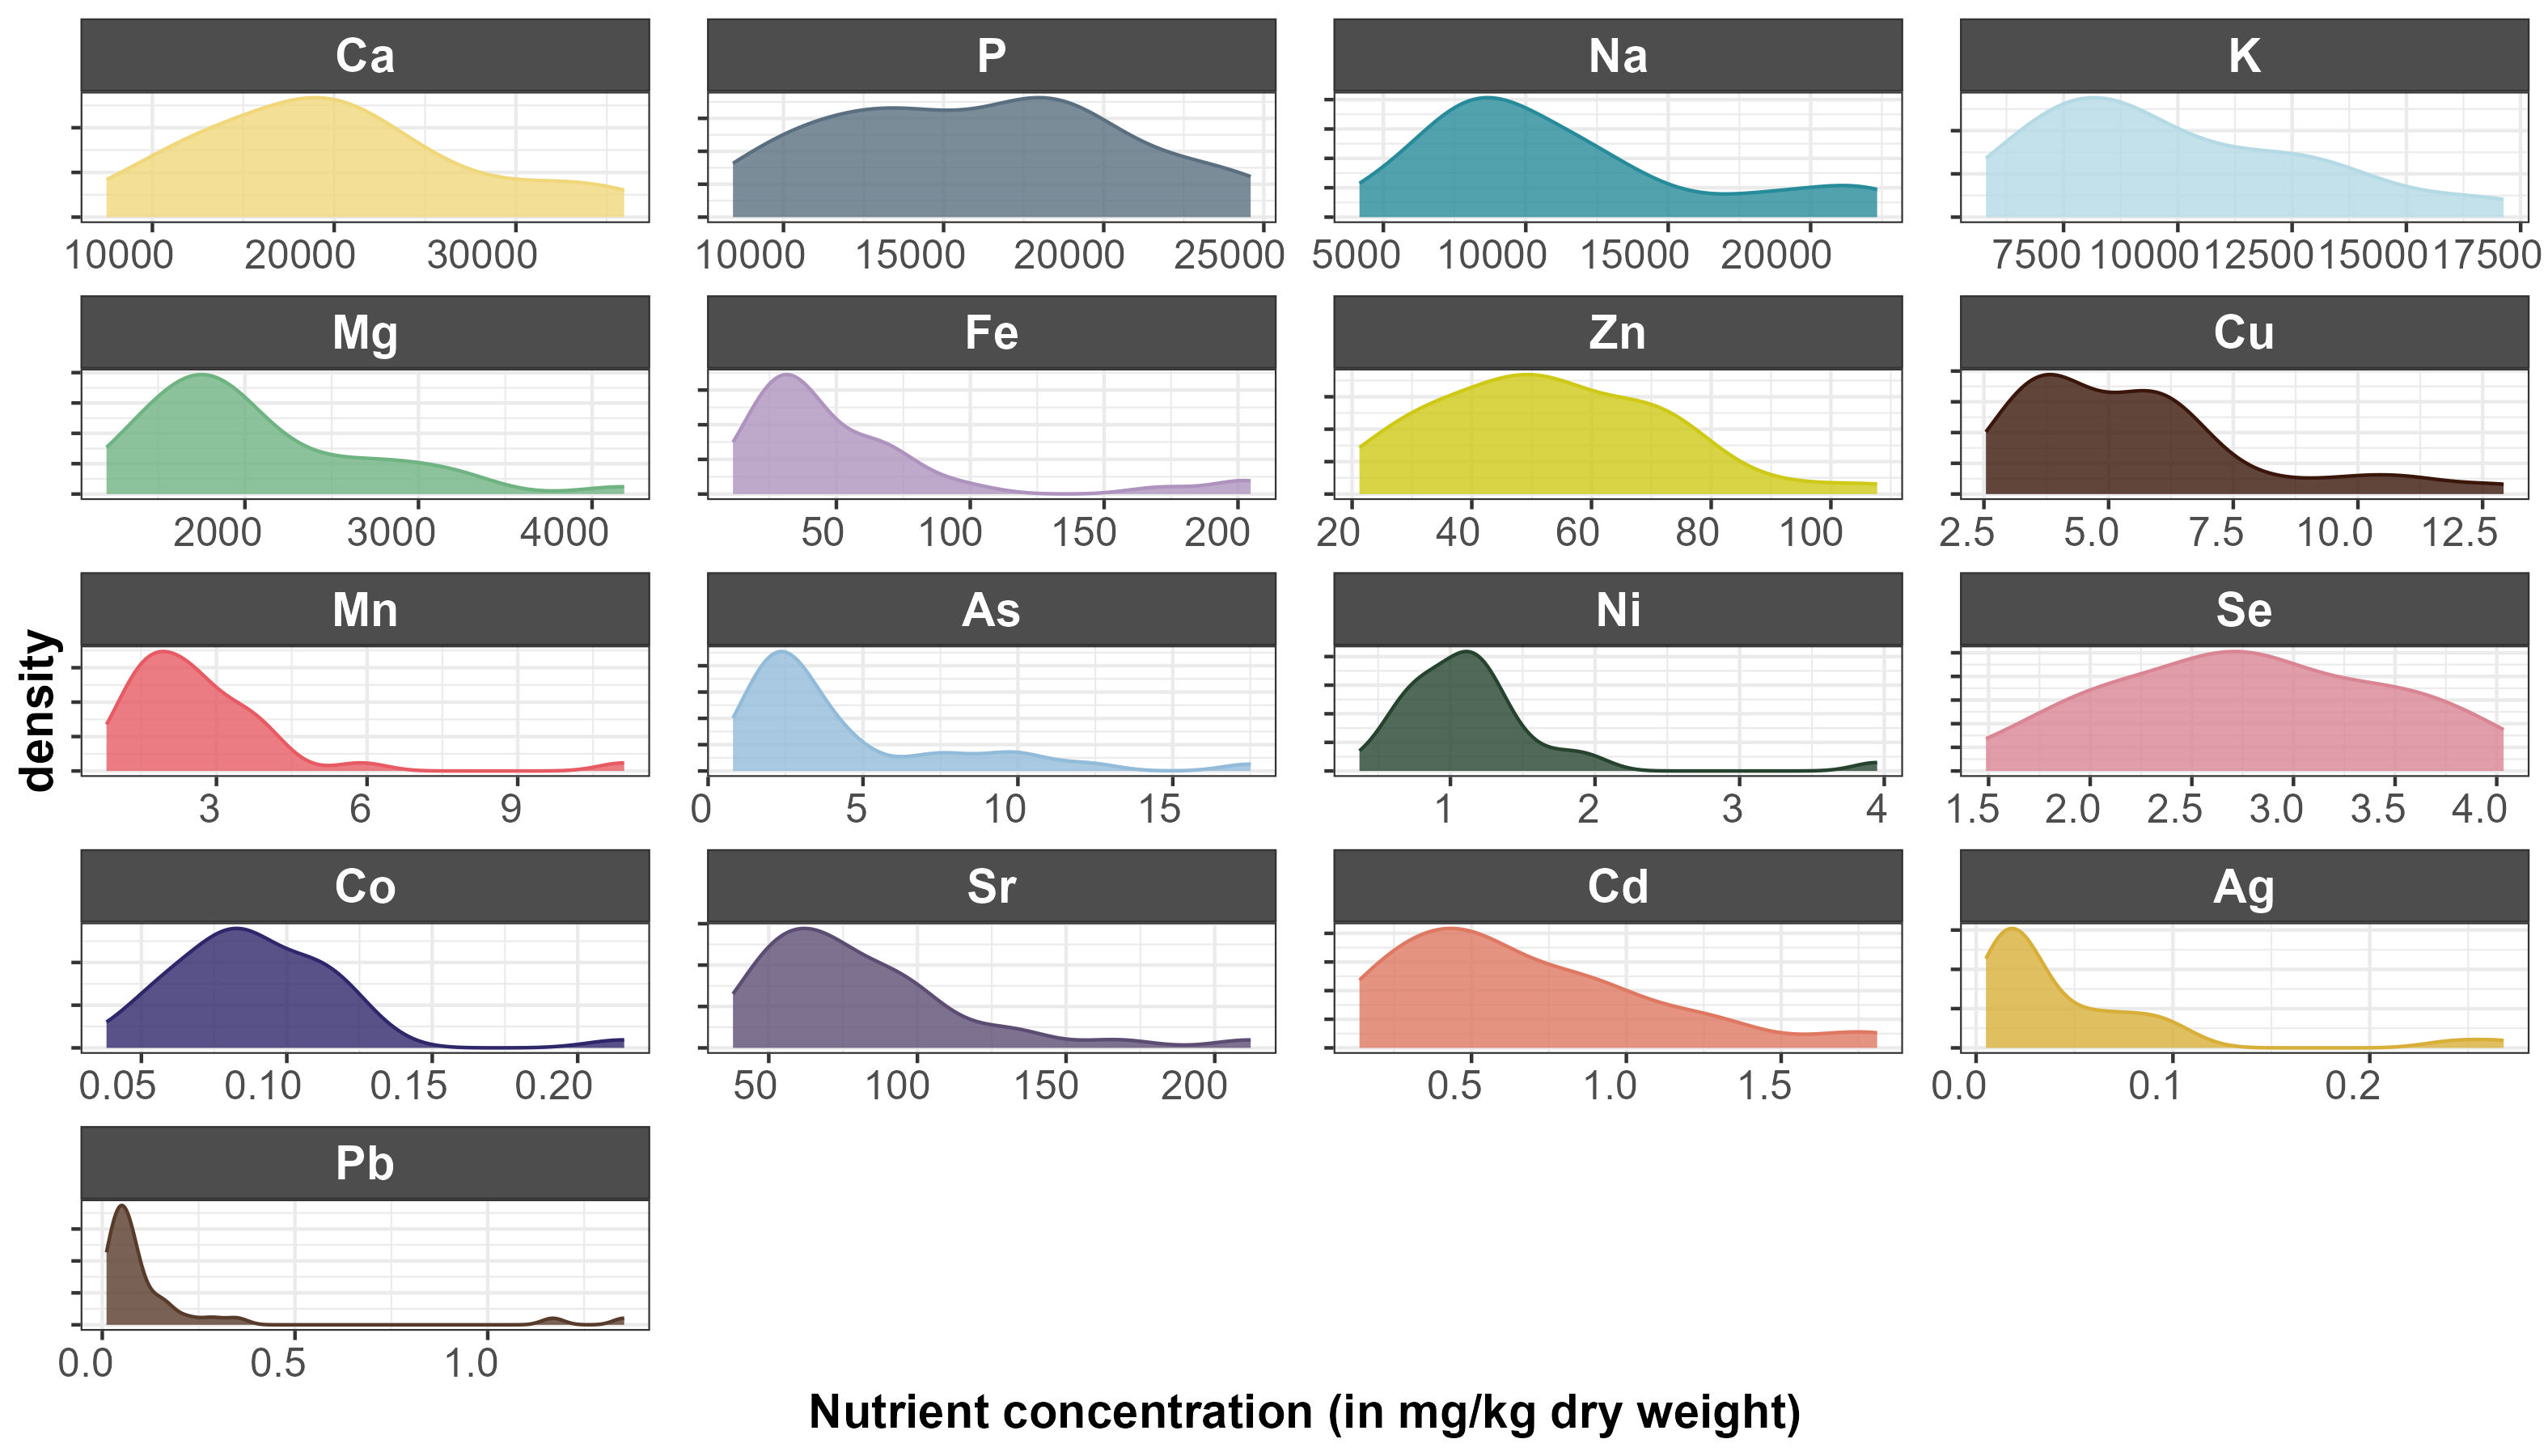 Ca P Na K
10000 20000 30000 10000 15000 20000 25000 5000 10000 15000 20000 7500 10000 12500 15000 17500
Mg Fe Zn Cu
2000 3000 4000 50 100 150 200 20 40 60 80 100 2.5 5.0 7.5 10.0 12.5
Mn As Ni Se
density
3 6 9 0 5 10 15 1 2 3 4 1.5 2.0 2.5 3.0 3.5 4.0
Co Sr Cd Ag
0.05 0.10 0.15 0.20 50 100 150 200 0.5 1.0 1.5 0.0 0.1 0.2
Pb
0.0 0.5 1.0
Nutrient concentration (in mg/kg dry weight)